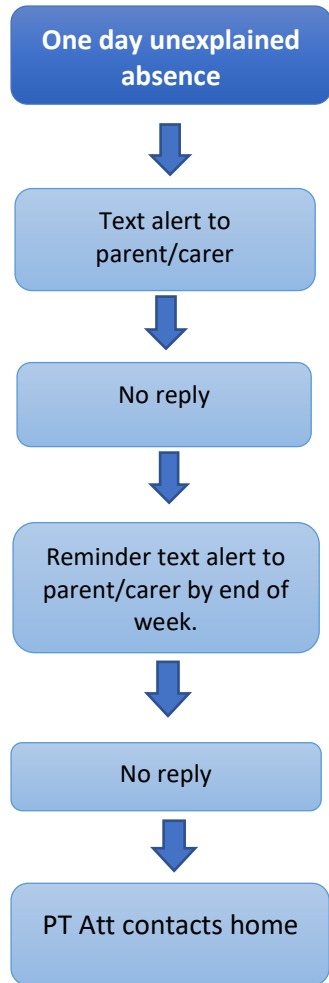 One day unexplained
absence
Text alert to
parent/carer
No reply
Reminder text alert to
parent/carer by end of
week.
No reply
PT Att contacts home